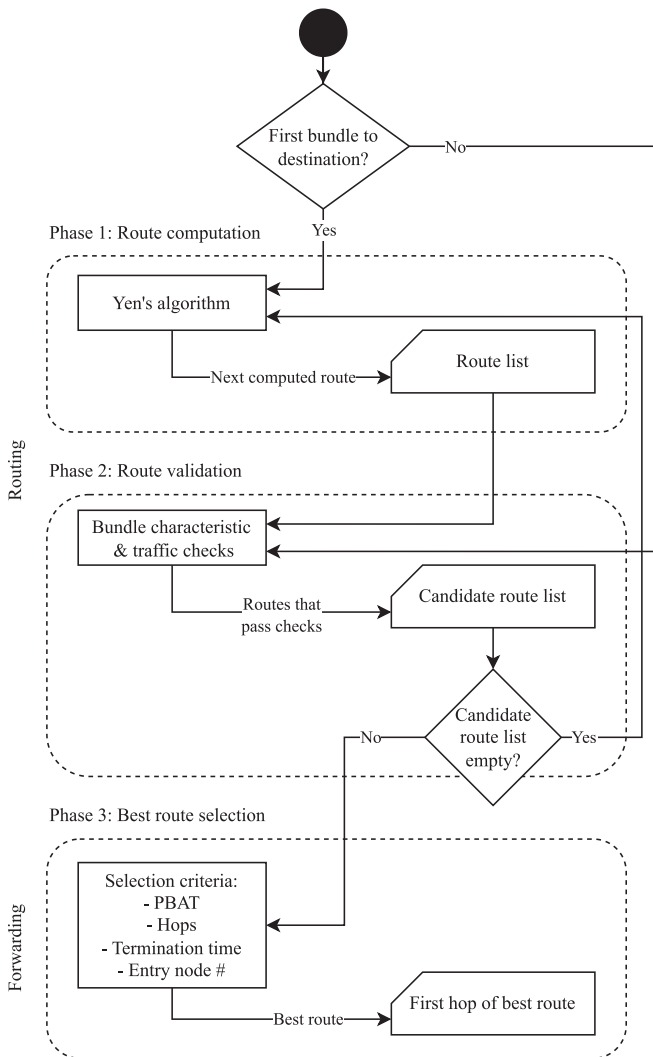 First bundle to
destination?
No
Yes
Phase 1: Route computation
Yen's algorithm
Route list
Next computed route
Routing
Phase 2: Route validation
Bundle characteristic
& traffic checks
Candidate route list
Routes that
pass checks
Candidate
route list
empty?
No
Yes
Phase 3: Best route selection
Forwarding
Selection criteria:
- PBAT
- Hops
- Termination time
- Entry node #
First hop of best route
Best route